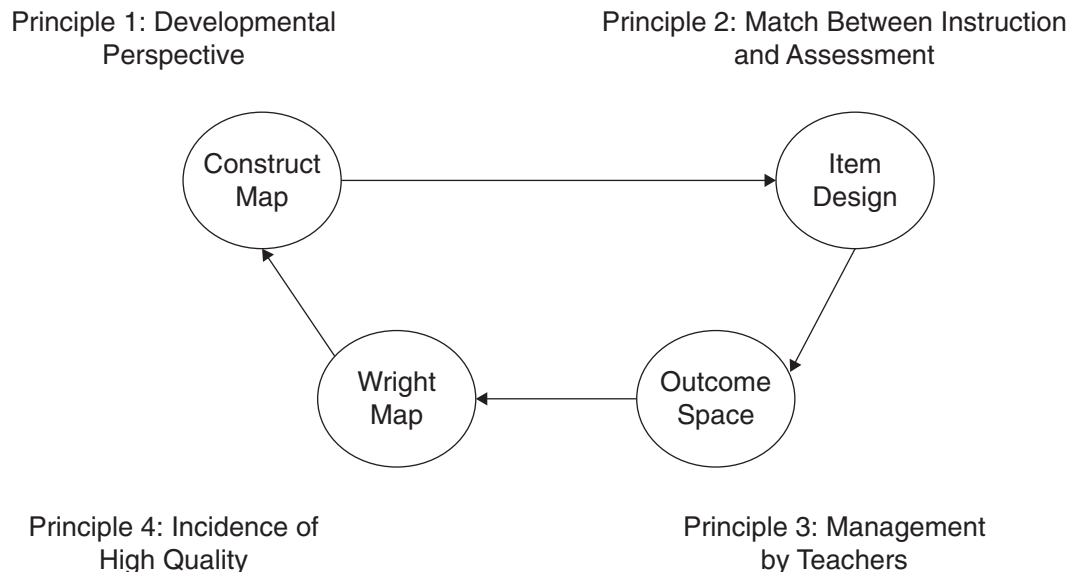 Principle 1: Developmental
Perspective
Principle 2: Match Between Instruction
and Assessment
Construct
Map
Item
Design
Wright
Map
Outcome
Space
Principle 4: Incidence of
High Quality
Principle 3: Management
by Teachers